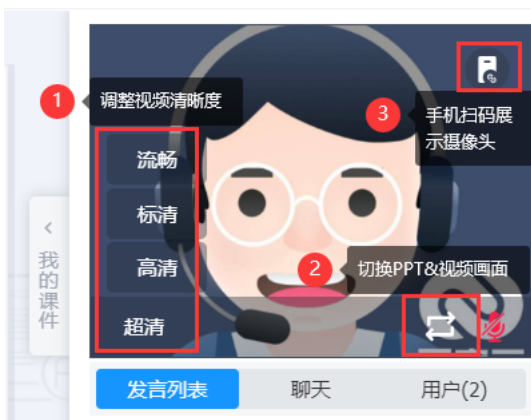 1
调整视频清晰度
3
手机扫码展
示摄像头
流畅
标清
高清
超清
2
切换PPT&视频画面
我的课件
发言列表
聊天
用户(2)